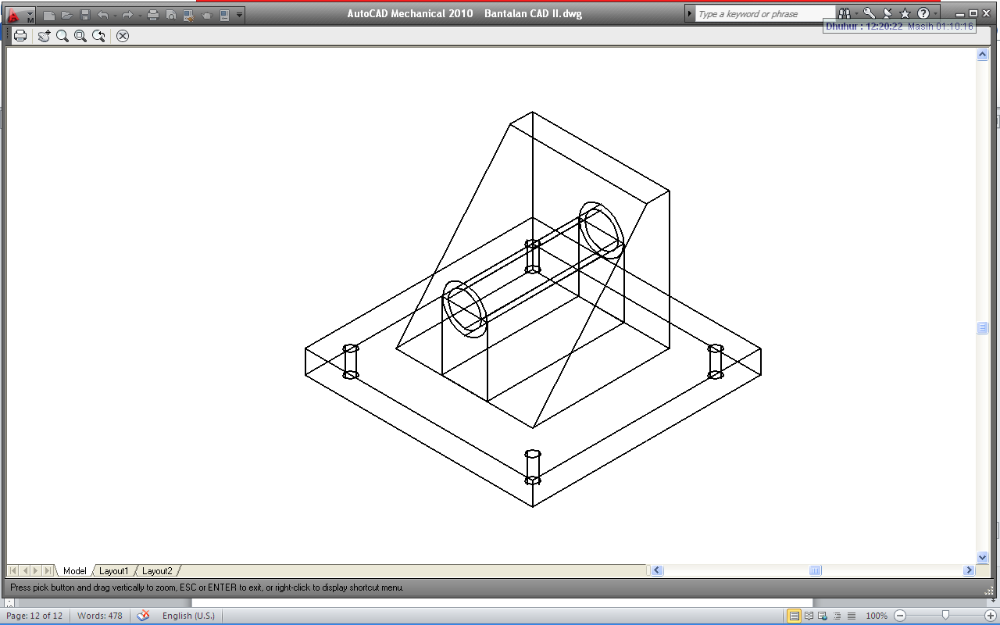 AutoCAD Mechanical 2010 Bantalan CAD II.dwg
Type a keyword or phrase
Dhuhur : 12:20:22 Masih 01:10:16
Model Layout1 Layout2
Press pick button and drag vertically to zoom, ESC or ENTER to exit, or right-click to display shortcut menu.
Page: 12 of 12 Words: 478 English (U.S.) 100%